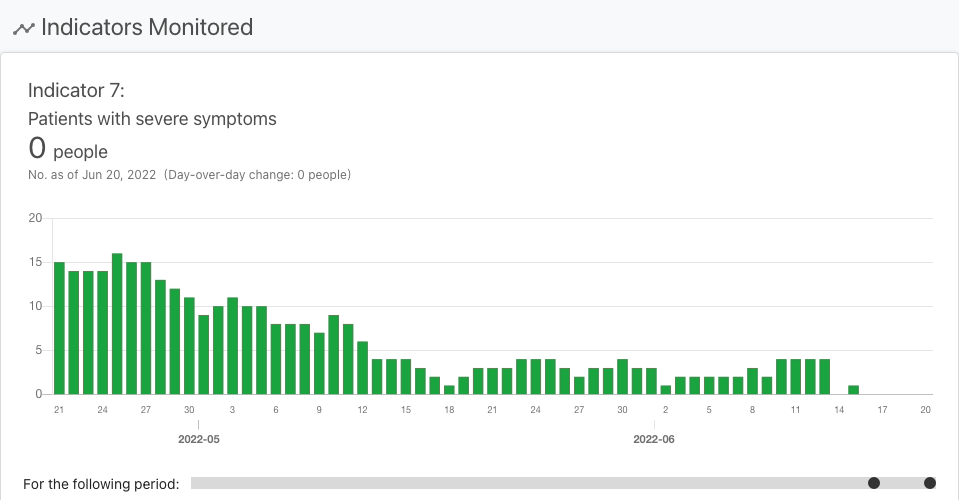 Indicators Monitored
Indicator 7:
Patients with severe symptoms
0 people
No. as of Jun 20, 2022 (Day-over-day change: 0 people)
20
15
10
5
0
21 24 27 30 3 6 9 12 15 18 21 24 27 30 2 5 8 11 14 17 20
2022-05 2022-06
For the following period: